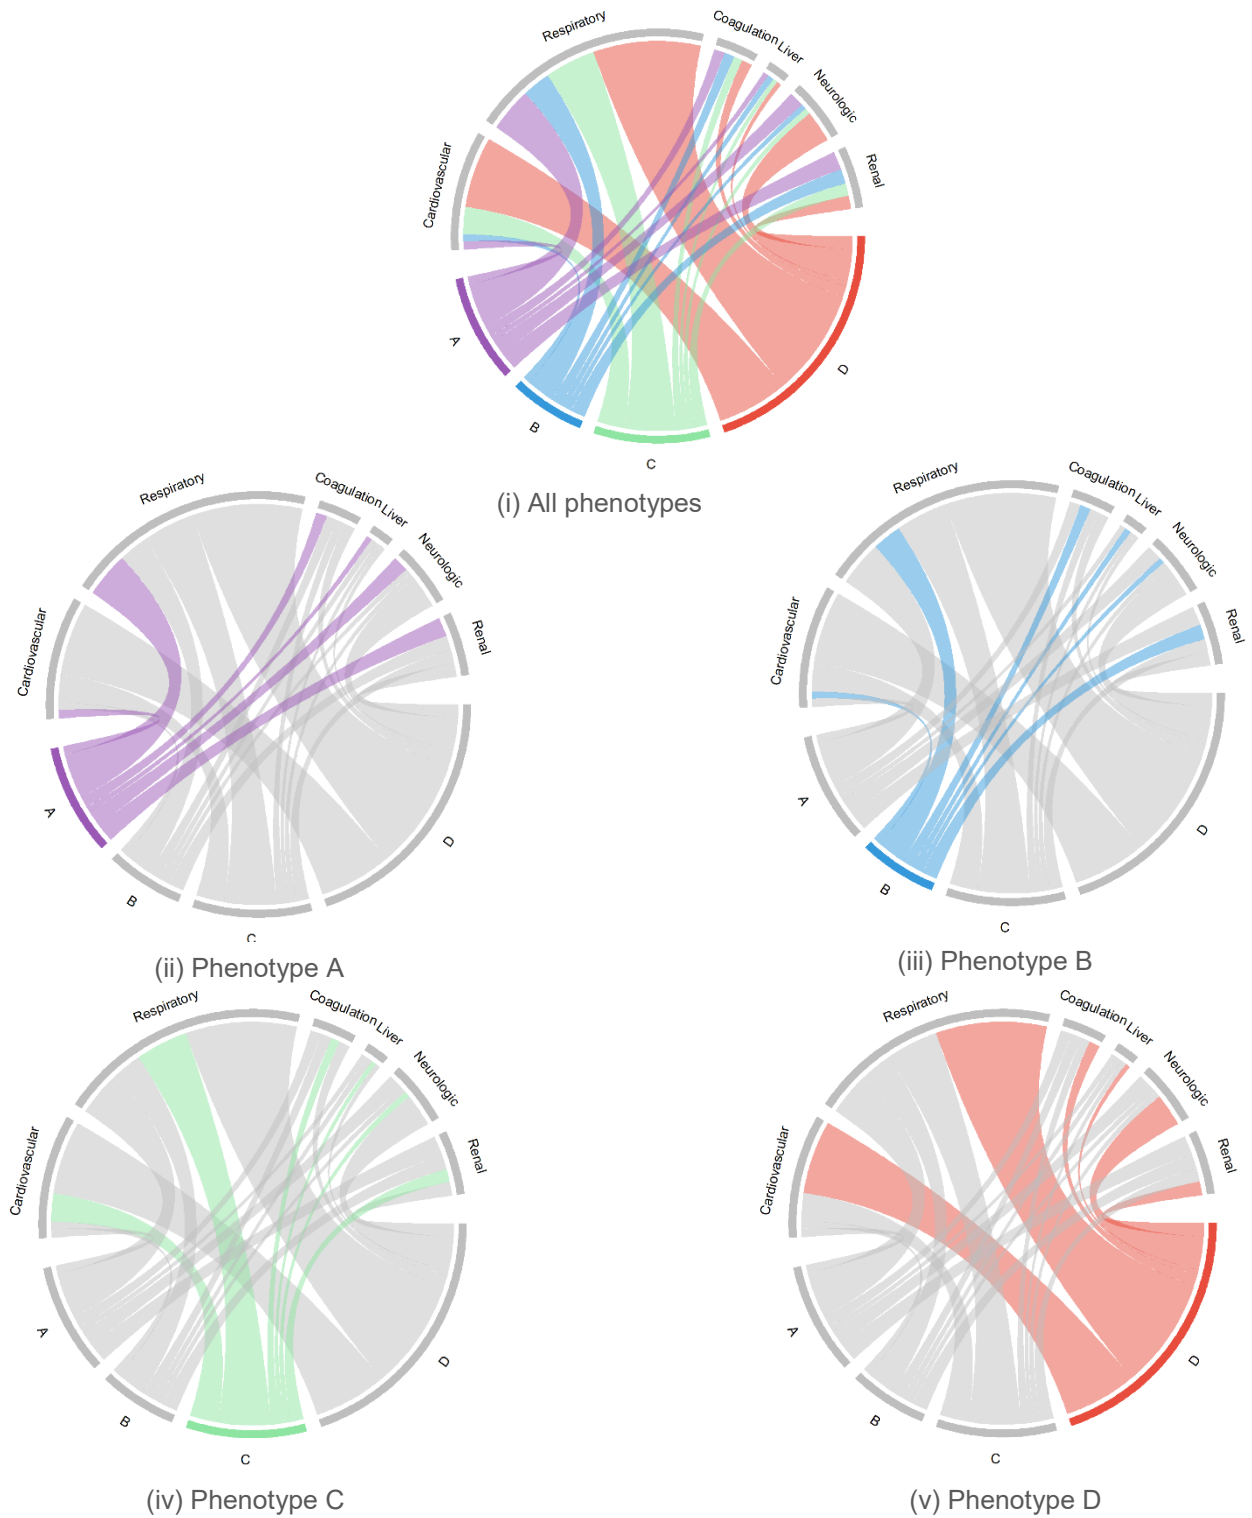 Respiratory
Coagulation
Liver
Neurologic
Renal
Cardiovascular
A
B
C
D
(i) All phenotypes
Respiratory
Coagulation
Liver
Neurologic
Renal
Cardiovascular
A
B
C
D
(ii) Phenotype A
Respiratory
Coagulation
Liver
Neurologic
Renal
Cardiovascular
A
B
C
D
(iii) Phenotype B
Respiratory
Coagulation
Liver
Neurologic
Renal
Cardiovascular
A
B
C
D
(iv) Phenotype C
Respiratory
Coagulation
Liver
Neurologic
Renal
Cardiovascular
A
B
C
D
(v) Phenotype D